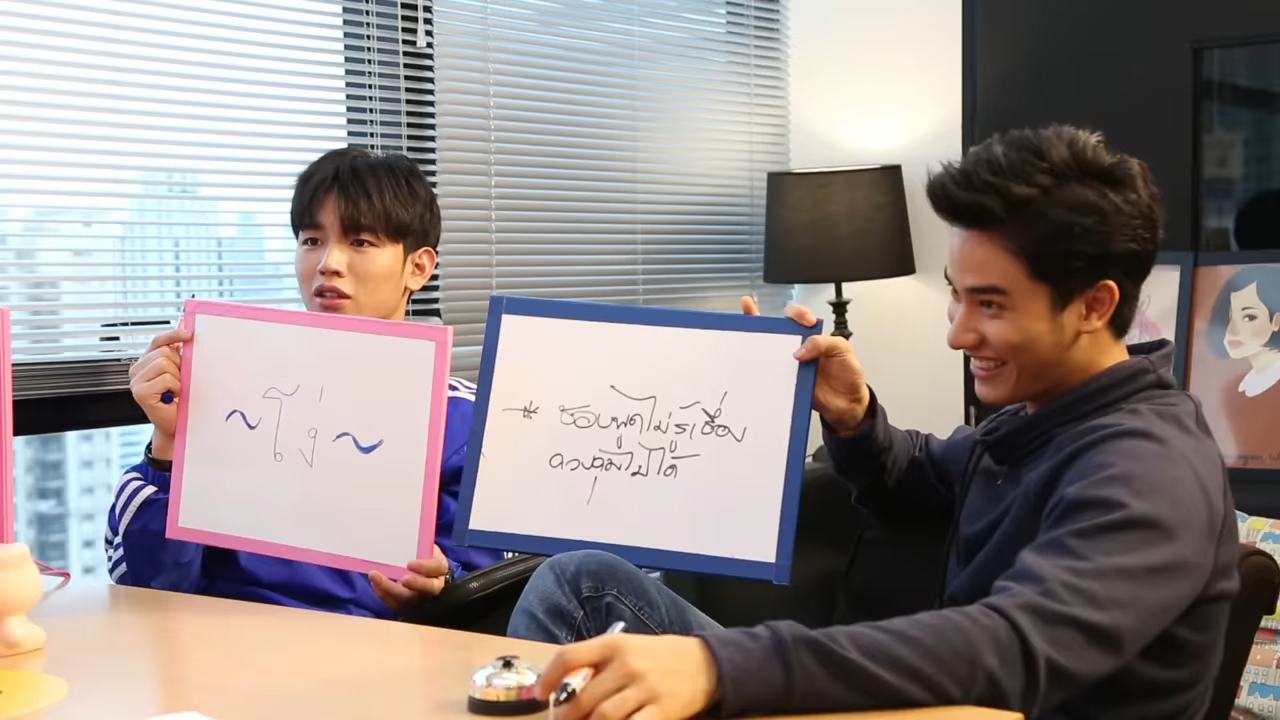 ~ โง่ ~
* ชอบพูดไม่รู้เรื่อง
ควบคุมไม่ได้